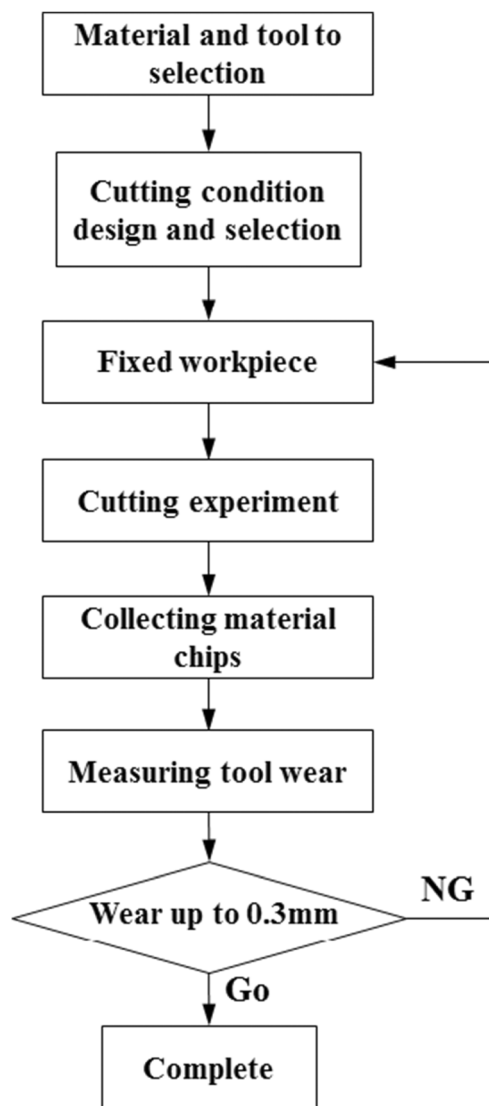 Material and tool to
selection
Cutting condition
design and selection
Fixed workpiece
Cutting experiment
Collecting material
chips
Measuring tool wear
Wear up to 0.3mm
NG
Go
Complete